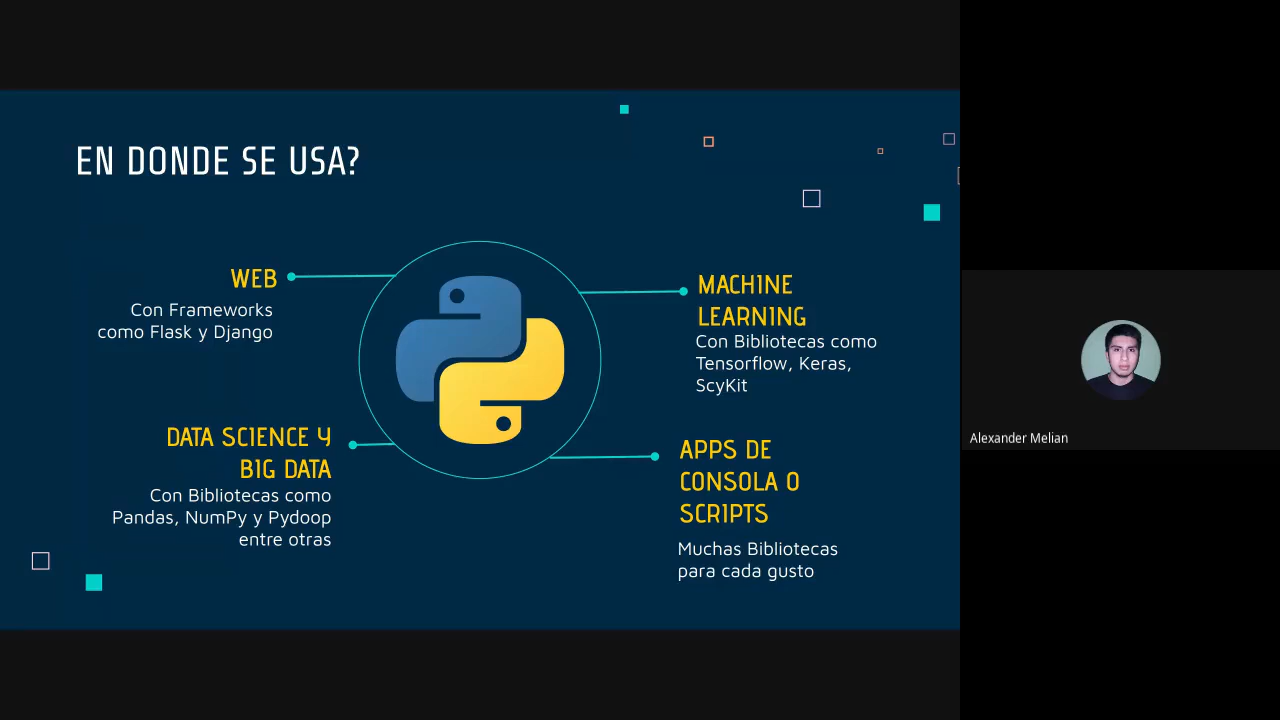 EN DONDE SE USA?
WEB
Con Frameworks
como Flask y Django
MACHINE
LEARNING
Con Bibliotecas como
Tensorflow, Keras,
ScyKit
DATA SCIENCE Y
BIG DATA
Con Bibliotecas como
Pandas, NumPy y Pydoop
entre otras
APPS DE
CONSOLA O
SCRIPTS
Muchas Bibliotecas
para cada gusto
Alexander Melian